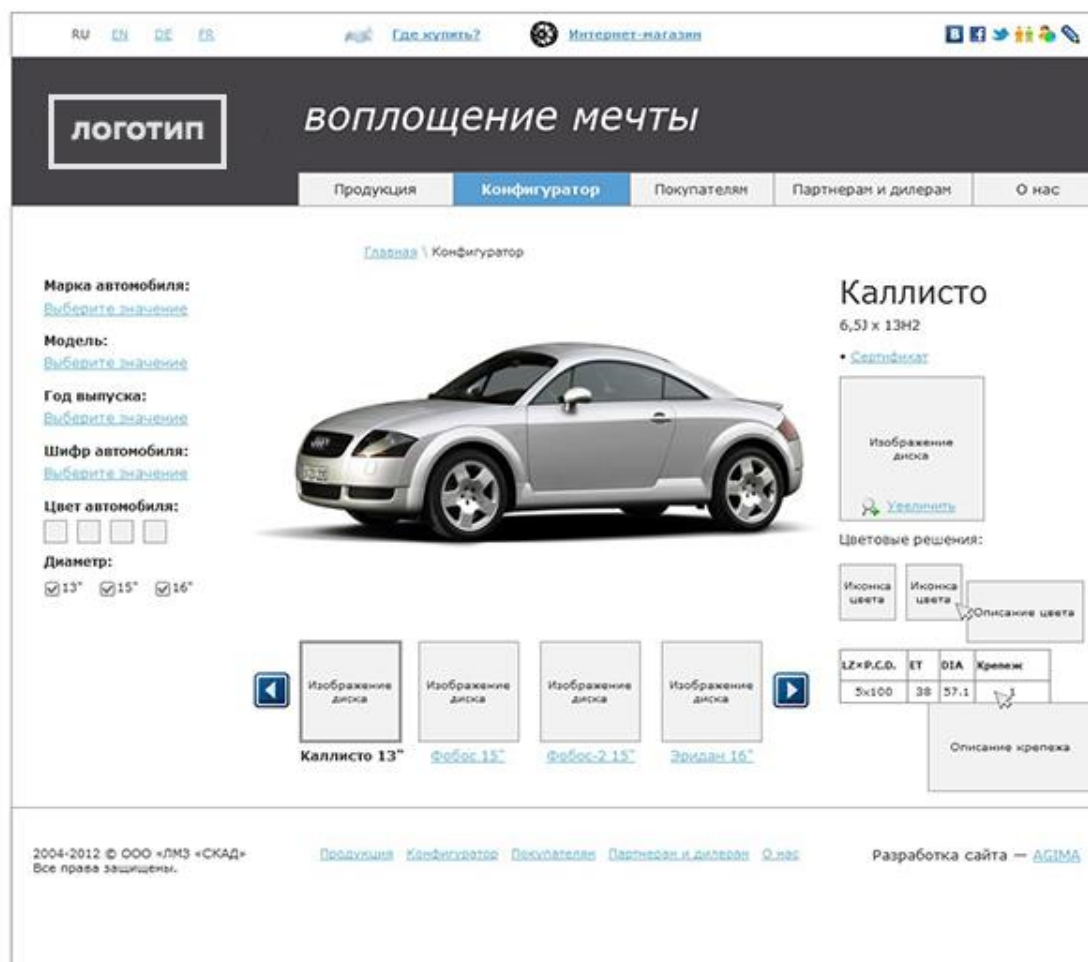 RU EN DE FR Где купить? Интернет-магазин
логотип
воплощение мечты
Продукция Конфигуратор Покупателям Партнерам и дилерам О нас
Главная \ Конфигуратор
Марка автомобиля:
Выберите значение
Модель:
Выберите значение
Год выпуска:
Выберите значение
Шифр автомобиля:
Выберите значение
Цвет автомобиля:
Диаметр:
13" 15" 16"
Каллисто
6,5J x 13H2
• Сертификат
Изображение
диска
Увеличить
Цветовые решения:
Иконка
цвета
Иконка
цвета
Описание цвета
LZ×P.C.D. ET DIA Крепеж
5x100 38 57.1 1
Описание крепежа
Изображение
диска
Изображение
диска
Изображение
диска
Изображение
диска
Каллисто 13" Фобос 15" Фобос-2 15" Эридан 16"
2004-2012 © ООО «ЛМЗ «СКАД»
Все права защищены.
Продукция Конфигуратор Покупателям Партнерам и дилерам О нас
Разработка сайта — AGIMA